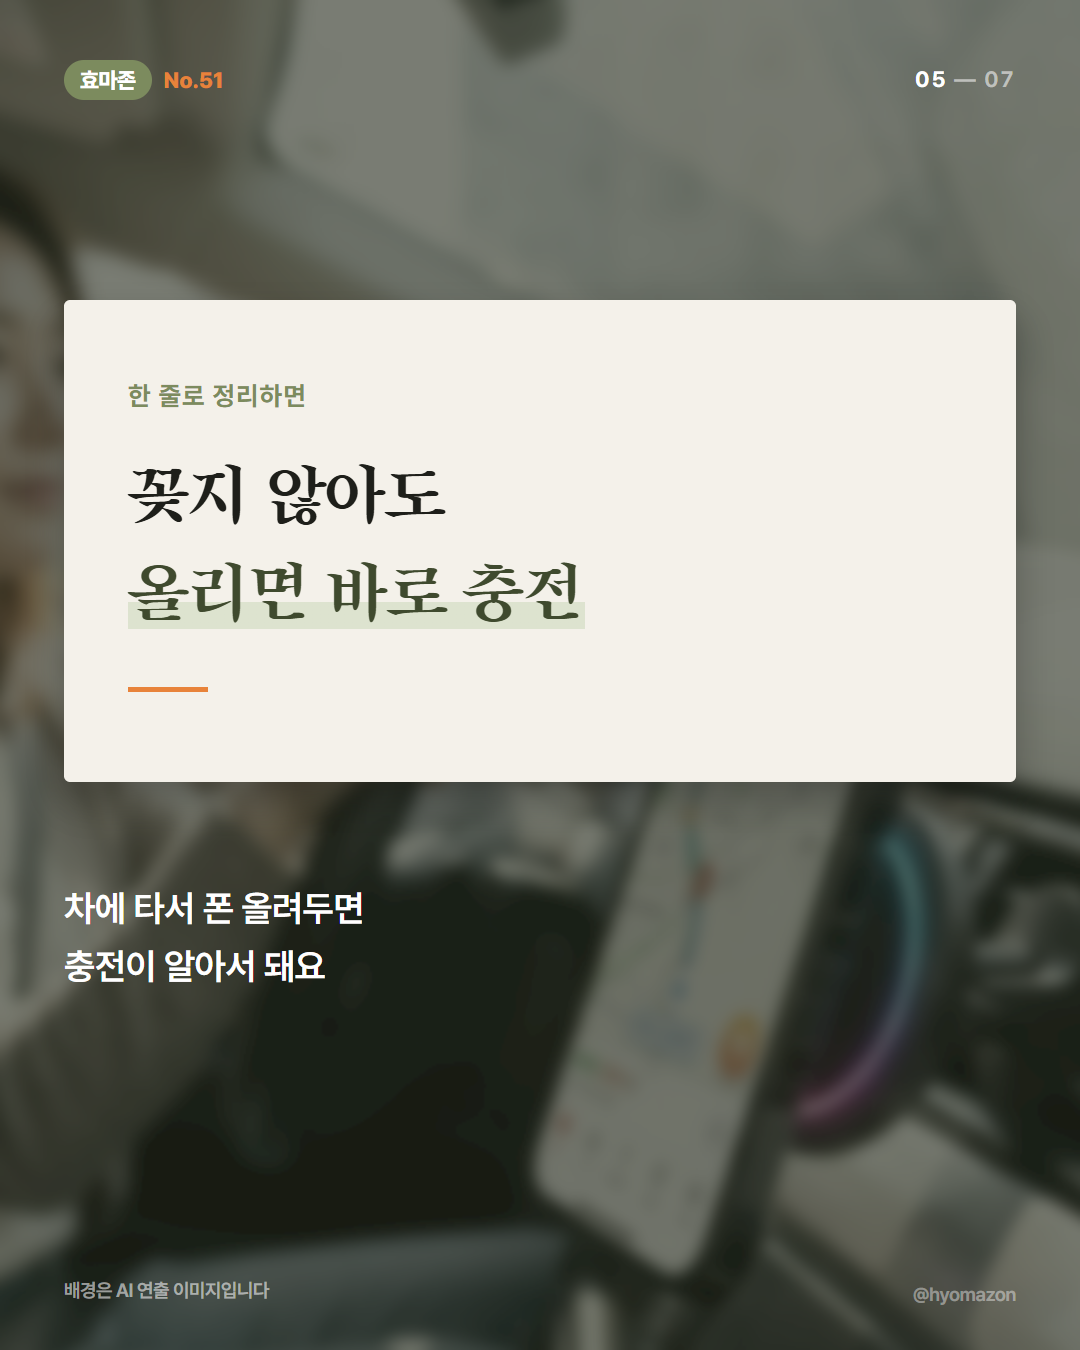 효마존 No.51
05 — 07
한 줄로 정리하면
꽂지 않아도
올리면 바로 충전
차에 타서 폰 올려두면
충전이 알아서 돼요
배경은 AI 연출 이미지입니다
@hyomazon